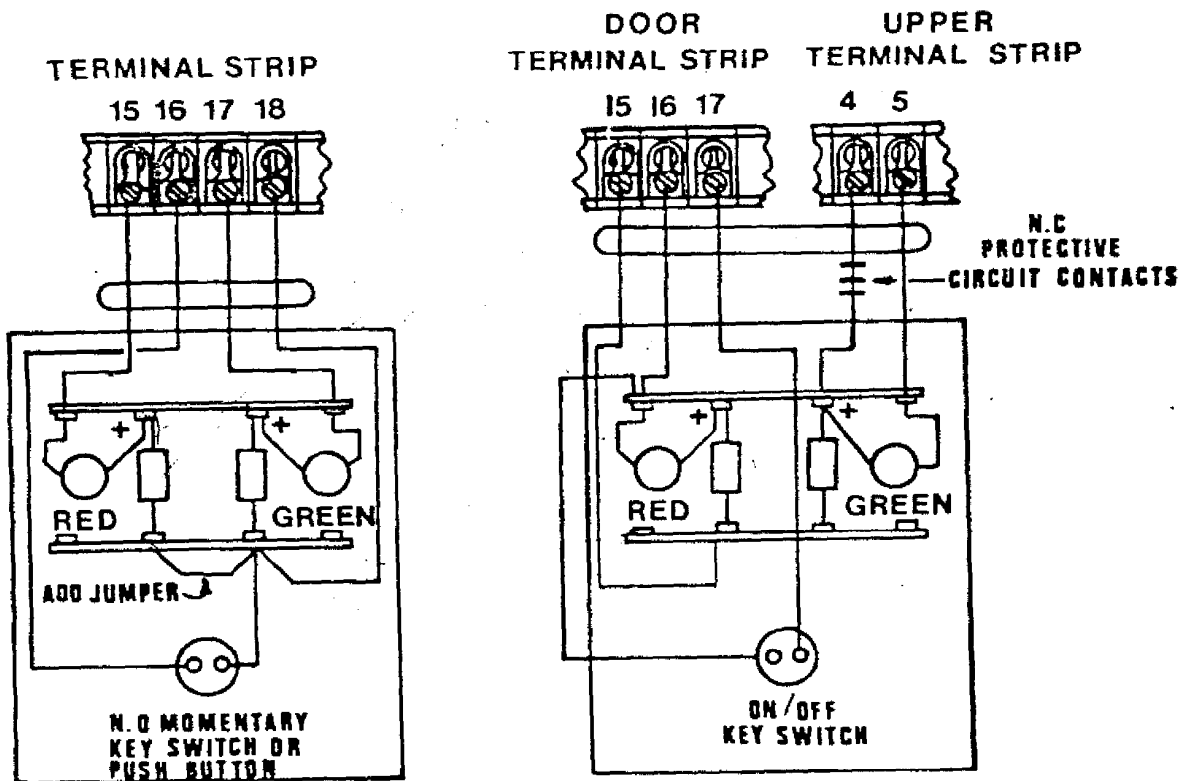 TERMINAL STRIP
15 16 17 18
+ +
RED GREEN
ADD JUMPER
N.O MOMENTARY
KEY SWITCH OR
PUSH BUTTON
DOOR
TERMINAL STRIP
15 16 17
UPPER
TERMINAL STRIP
4 5
N.C
PROTECTIVE
CIRCUIT CONTACTS
+ +
RED GREEN
ON/OFF
KEY SWITCH